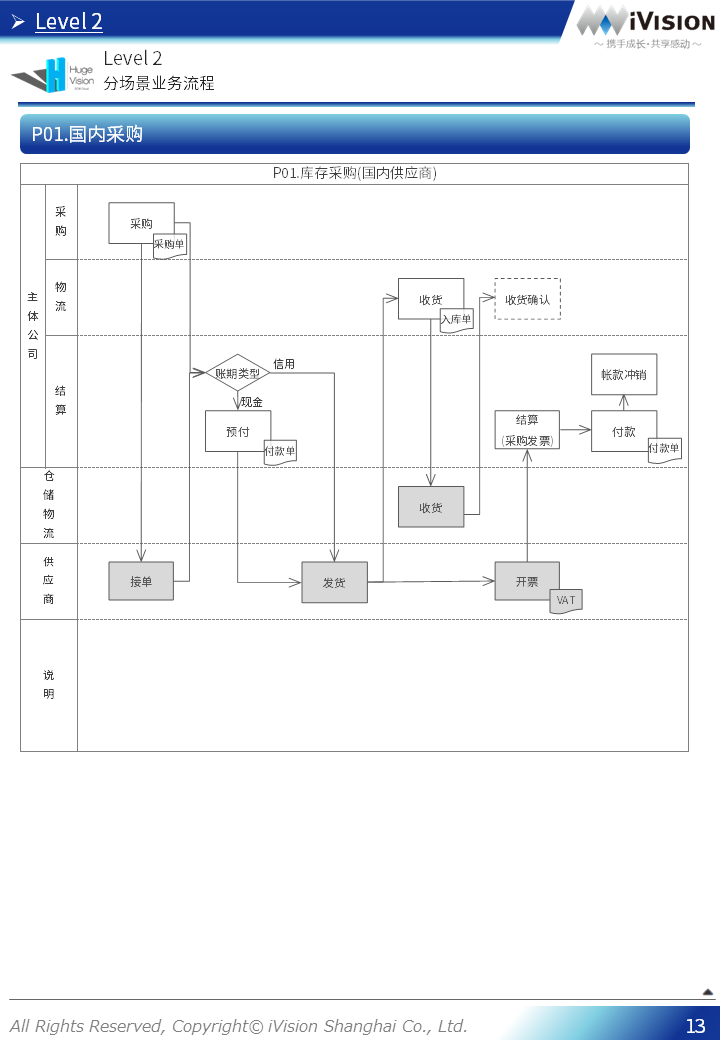 Level 2
iVISION
～ 携手成长·共享感动 ～
Huge
Vision
Level 2
分场景业务流程
P01.国内采购
P01.库存采购(国内供应商)
主
体
公
司
采
购
采购
采购单
物
流
收货
入库单
收货确认
结
算
账期类型
信用
现金
预付
付款单
结算
(采购发票)
帐款冲销
付款
付款单
仓
储
物
流
收货
供
应
商
接单
发货
开票
VAT
说
明
All Rights Reserved, Copyright© iVision Shanghai Co., Ltd.
13